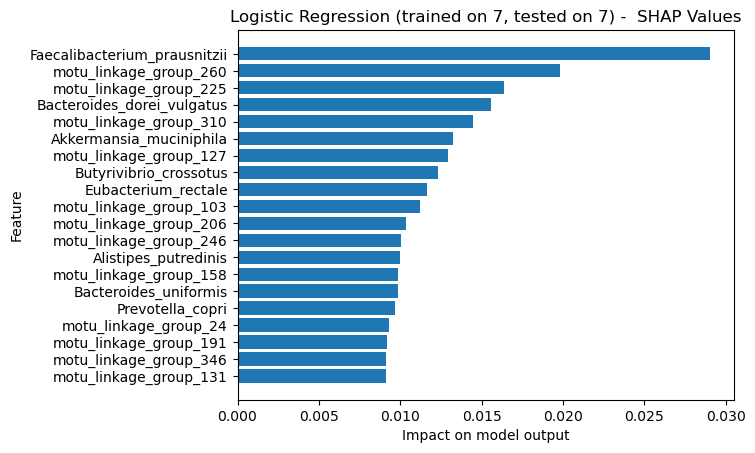 Logistic Regression (trained on 7, tested on 7) -  SHAP Values
Feature
Faecalibacterium_prausnitzii
motu_linkage_group_260
motu_linkage_group_225
Bacteroides_dorei_vulgatus
motu_linkage_group_310
Akkermansia_muciniphila
motu_linkage_group_127
Butyrivibrio_crossotus
Eubacterium_rectale
motu_linkage_group_103
motu_linkage_group_206
motu_linkage_group_246
Alistipes_putredinis
motu_linkage_group_158
Bacteroides_uniformis
Prevotella_copri
motu_linkage_group_24
motu_linkage_group_191
motu_linkage_group_346
motu_linkage_group_131
0.000 0.005 0.010 0.015 0.020 0.025 0.030
Impact on model output